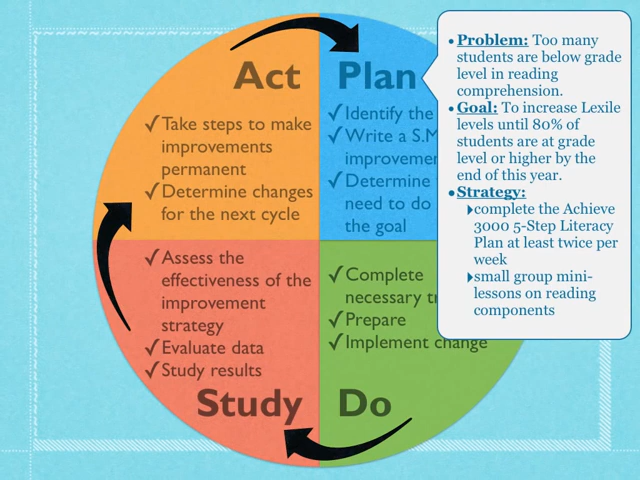 Act
✓Take steps to make
improvements
permanent
✓Determine changes
for the next cycle
Plan
✓Identify the
✓Write a S.M
improvemen
✓Determine
need to do
the goal
•Problem: Too many
students are below grade
level in reading
comprehension.
•Goal: To increase Lexile
levels until 80% of
students are at grade
level or higher by the
end of this year.
•Strategy:
▸complete the Achieve
3000 5-Step Literacy
Plan at least twice per
week
▸small group mini-
lessons on reading
components
✓Assess the
effectiveness of the
improvement
strategy
✓Evaluate data
✓Study results
Study
✓Complete
necessary
✓Prepare
✓Implement change
Do